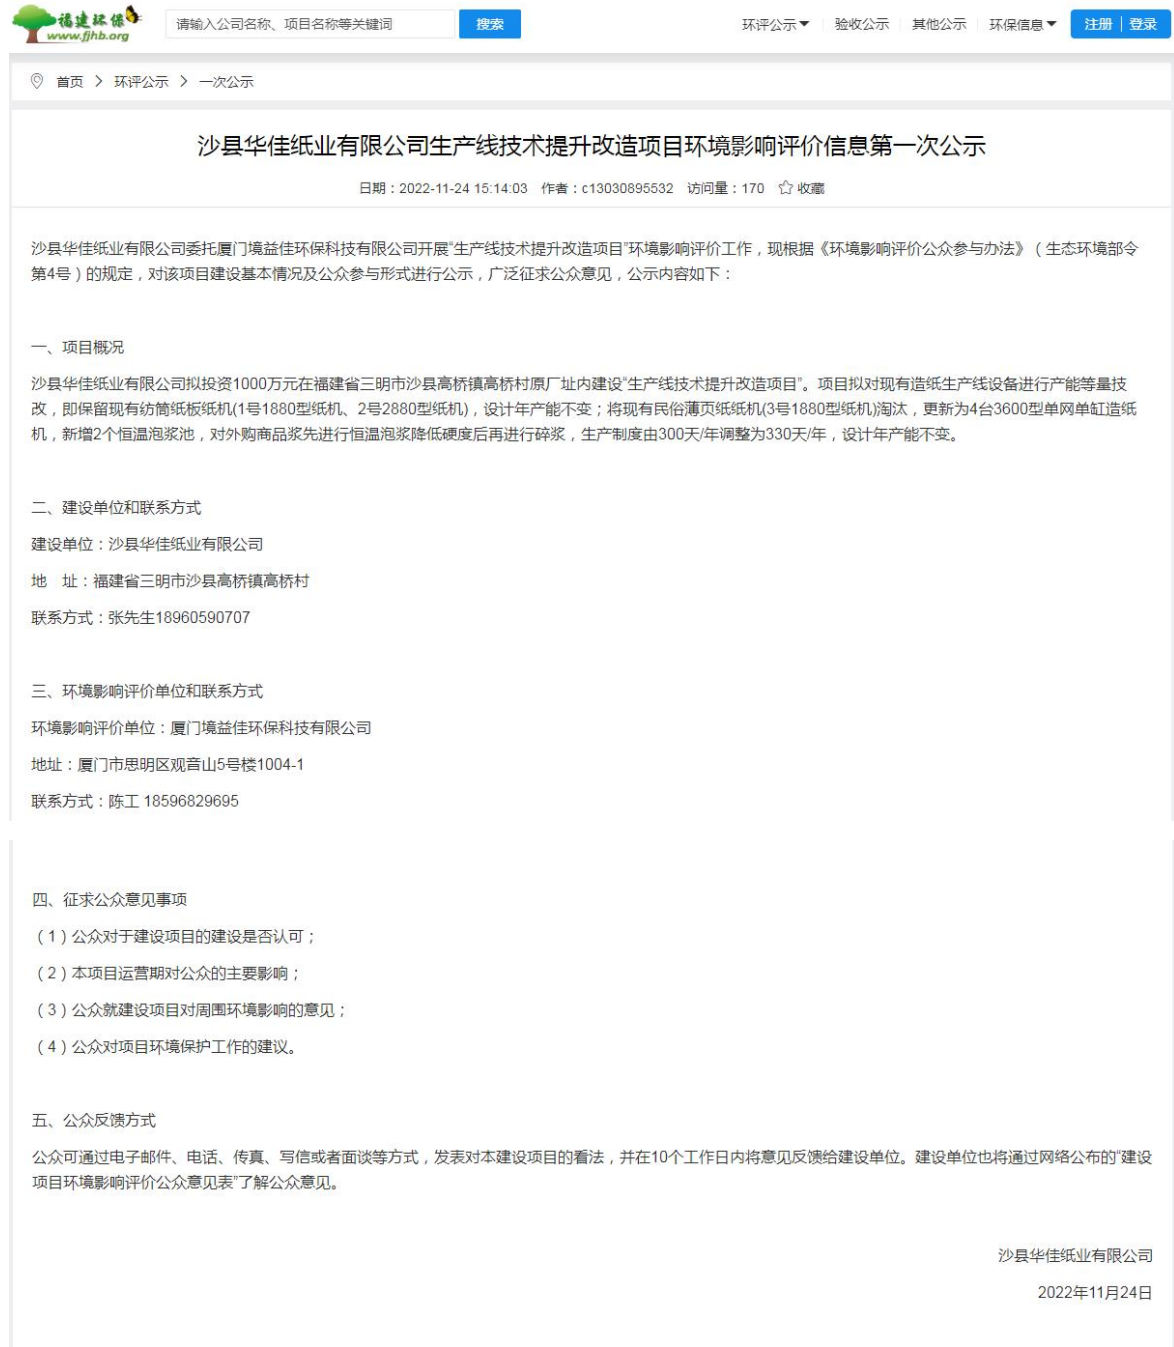 福建环保
www.fjhb.org
请输入公司名称、项目名称等关键词
搜索
环评公示
验收公示
其他公示
环保信息
注册
登录
首页 > 环评公示 > 一次公示
沙县华佳纸业有限公司生产线技术提升改造项目环境影响评价信息第一次公示
日期：2022-11-24 15:14:03 作者：c13030895532 访问量：170 收藏
沙县华佳纸业有限公司委托厦门境益佳环保科技有限公司开展“生产线技术提升改造项目”环境影响评价工作，现根据《环境影响评价公众参与办法》（生态环境部令
第4号）的规定，对该项目建设基本情况及公众参与形式进行公示，广泛征求公众意见，公示内容如下：
一、项目概况
沙县华佳纸业有限公司拟投资1000万元在福建省三明市沙县高桥镇高桥村原厂址内建设“生产线技术提升改造项目”。项目拟对现有造纸生产线设备进行产能等量技
改，即保留现有纺筒纸板纸机(1号1880型纸机、2号2880型纸机)，设计年产能不变；将现有民俗薄页纸纸机(3号1880型纸机)淘汰，更新为4台3600型单网单缸造纸
机，新增2个恒温泡浆池，对外购商品浆先进行恒温泡浆降低硬度后再进行碎浆，生产制度由300天/年调整为330天/年，设计年产能不变。
二、建设单位和联系方式
建设单位：沙县华佳纸业有限公司
地　址：福建省三明市沙县高桥镇高桥村
联系方式：张先生18960590707
三、环境影响评价单位和联系方式
环境影响评价单位：厦门境益佳环保科技有限公司
地址：厦门市思明区观音山5号楼1004-1
联系方式：陈工 18596829695
四、征求公众意见事项
（1）公众对于建设项目的建设是否认可；
（2）本项目运营期对公众的主要影响；
（3）公众就建设项目对周围环境影响的意见；
（4）公众对项目环境保护工作的建议。
五、公众反馈方式
公众可通过电子邮件、电话、传真、写信或者面谈等方式，发表对本建设项目的看法，并在10个工作日内将意见反馈给建设单位。建设单位也将通过网络公布的“建设
项目环境影响评价公众意见表”了解公众意见。
沙县华佳纸业有限公司
2022年11月24日